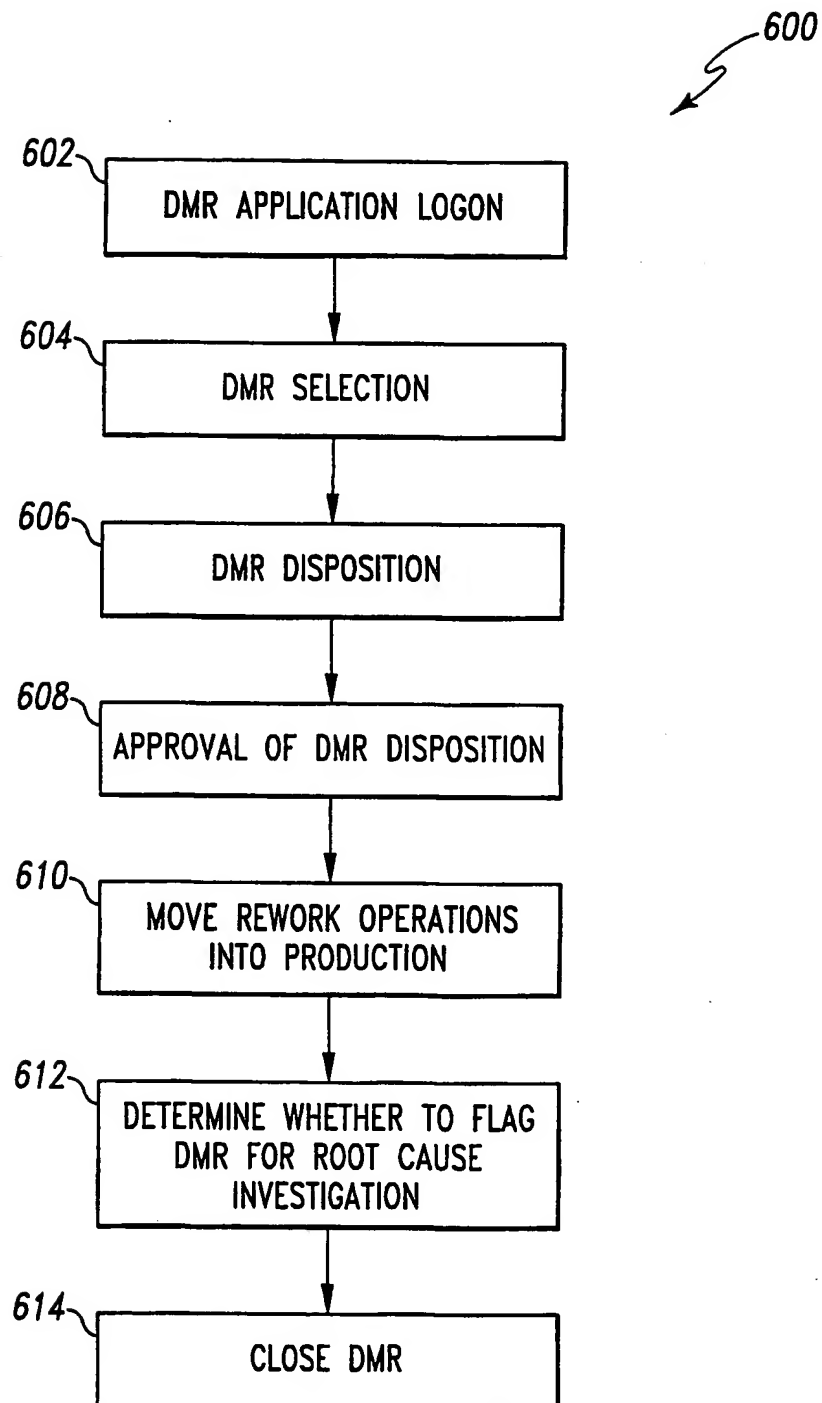 600
602
DMR APPLICATION LOGON
604
DMR SELECTION
606
DMR DISPOSITION
608
APPROVAL OF DMR DISPOSITION
610
MOVE REWORK OPERATIONS
INTO PRODUCTION
612
DETERMINE WHETHER TO FLAG
DMR FOR ROOT CAUSE
INVESTIGATION
614
CLOSE DMR